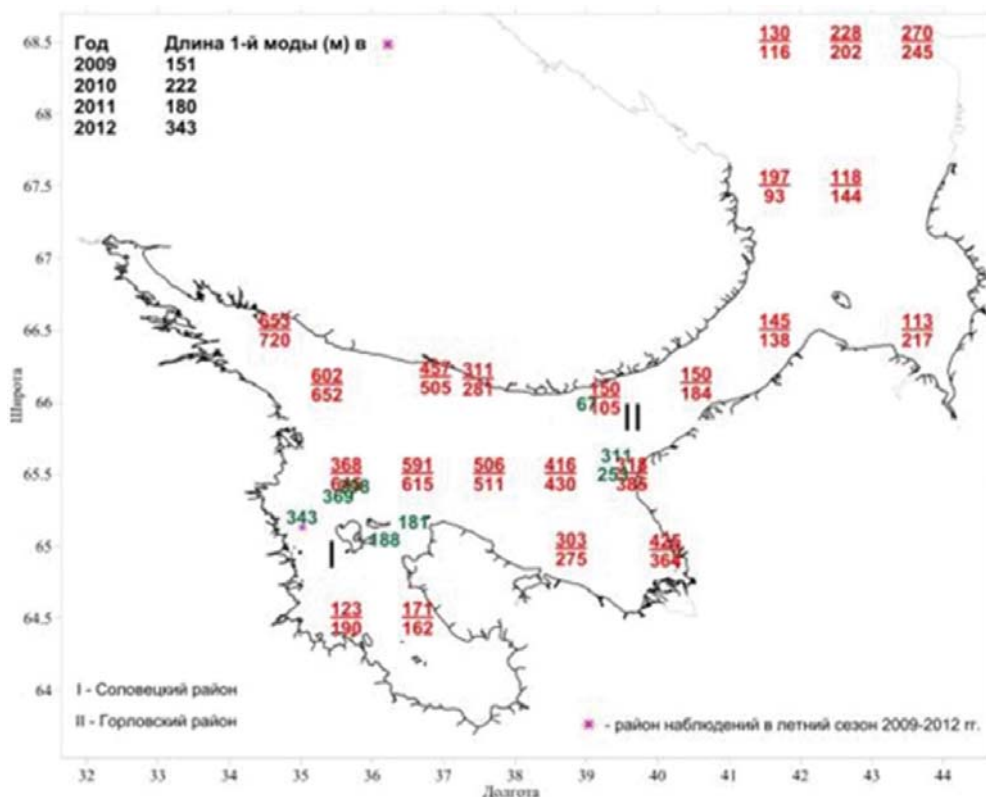 Год Длина 1-й моды (м) в
2009 151
2010 222
2011 180
2012 343
130 228 270
116 202 245
197 118
93 144
653
720
145 113
138 217
602 457 311 150 150
652 505 281 67 105 184
II
368 591 506 416 311 118
615 511 430 385
369
343 181
188
I
303 425
275 364
123 171
190 162
I - Соловецкий район
II - Горловский район
- район наблюдений в летний сезон 2009-2012 гг.
68.5
68
67.5
67
66.5
66
65.5
65
64.5
64
Широта
32 33 34 35 36 37 38 39 40 41 42 43 44
Долгота